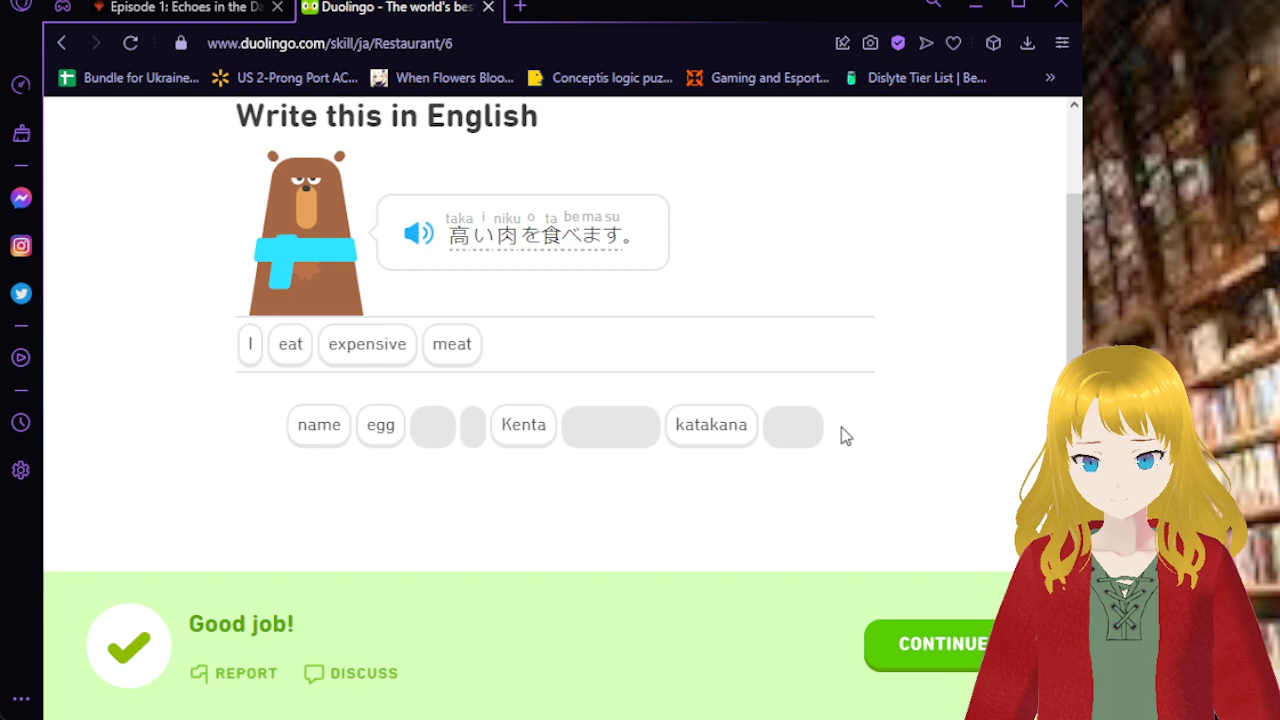 Episode 1: Echoes in the Da
Duolingo - The world's bes
www.duolingo.com/skill/ja/Restaurant/6
Bundle for Ukraine... US 2-Prong Port AC... When Flowers Bloo... Conceptis logic puz... Gaming and Esport... Dislyte Tier List | Be...
Write this in English
taka i niku o ta be ma su
高い肉を食べます。
I eat expensive meat
name egg Kenta katakana
Good job!
REPORT DISCUSS
CONTINUE